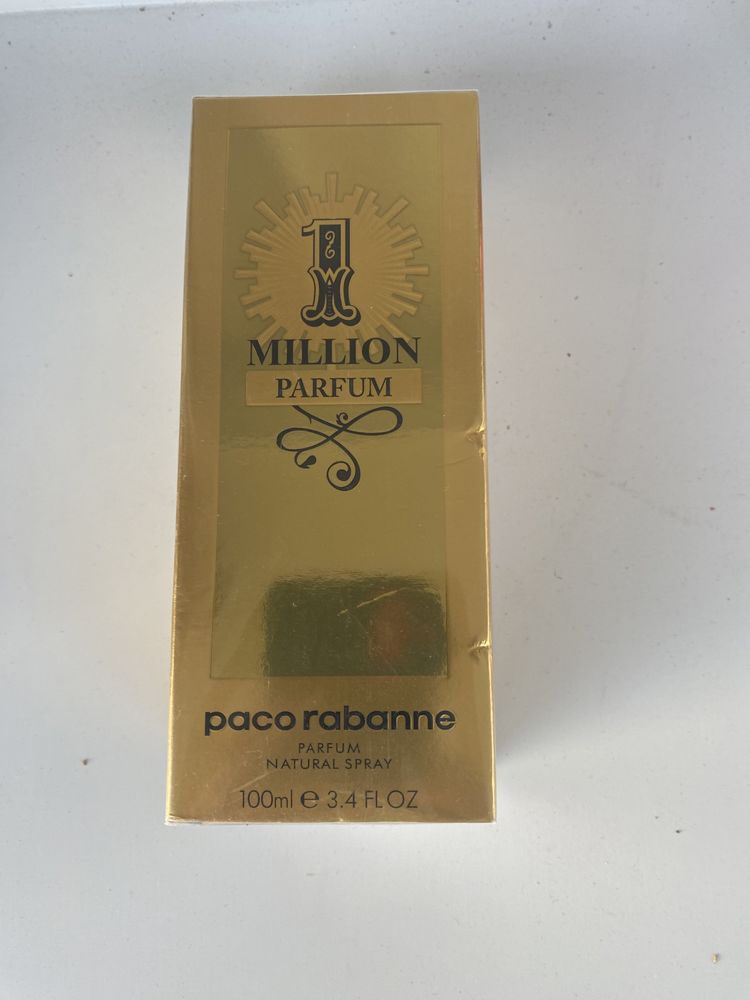 1
MILLION
PARFUM
paco rabanne
PARFUM
NATURAL SPRAY
100ml ℮ 3.4 FL OZ